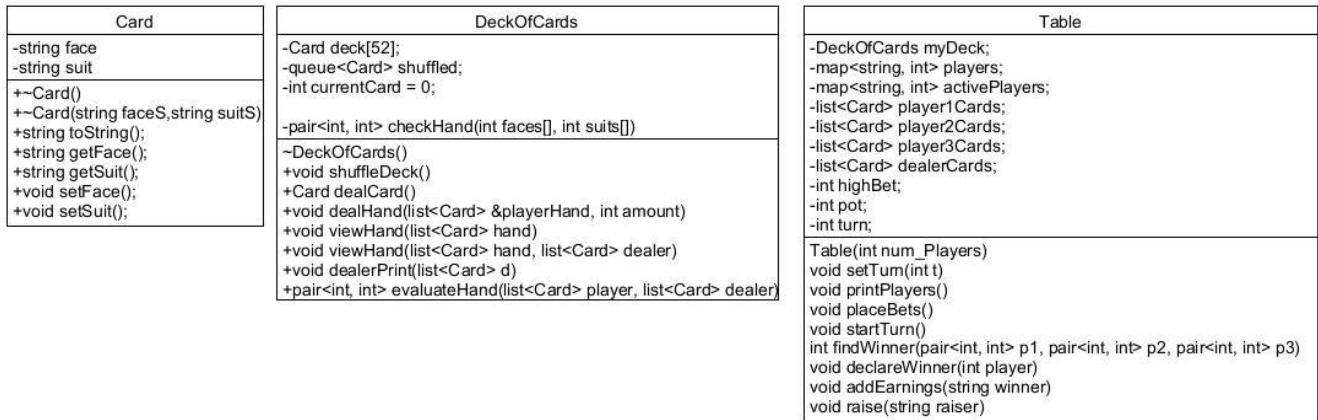 Card
-string face
-string suit
+~Card()
+~Card(string faceS,string suitS)
+string toString();
+string getFace();
+string getSuit();
+void setFace();
+void setSuit();
DeckOfCards
-Card deck[52];
-queue<Card> shuffled;
-int currentCard = 0;
-pair<int, int> checkHand(int faces[], int suits[])
~DeckOfCards()
+void shuffleDeck()
+Card dealCard()
+void dealHand(list<Card> &playerHand, int amount)
+void viewHand(list<Card> hand)
+void viewHand(list<Card> hand, list<Card> dealer)
+void dealerPrint(list<Card> d)
+pair<int, int> evaluateHand(list<Card> player, list<Card> dealer)
Table
-DeckOfCards myDeck;
-map<string, int> players;
-map<string, int> activePlayers;
-list<Card> player1Cards;
-list<Card> player2Cards;
-list<Card> player3Cards;
-list<Card> dealerCards;
-int highBet;
-int pot;
-int turn;
Table(int num_Players)
void setTurn(int t)
void printPlayers()
void placeBets()
void startTurn()
int findWinner(pair<int, int> p1, pair<int, int> p2, pair<int, int> p3)
void declareWinner(int player)
void addEarnings(string winner)
void raise(string raiser)